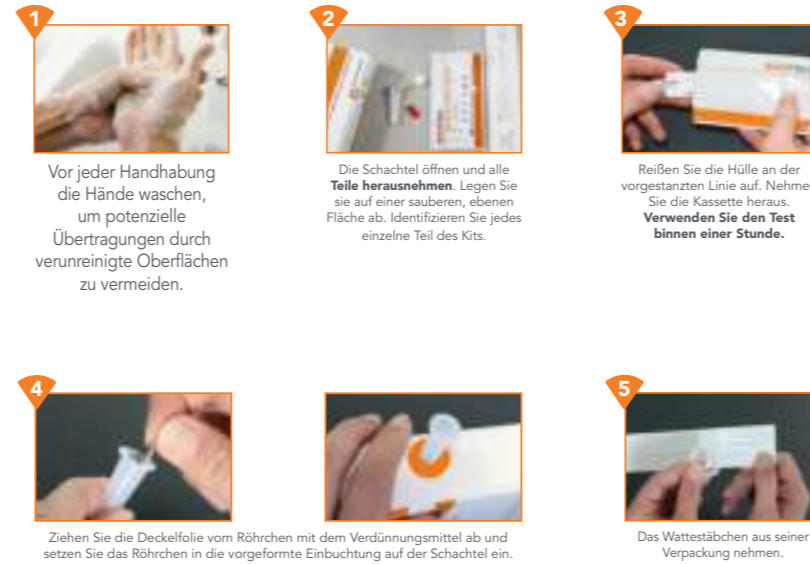 1
Vor jeder Handhabung
die Hände waschen,
um potenzielle
Übertragungen durch
verunreinigte Oberflächen
zu vermeiden.
2
Die Schachtel öffnen und alle
Teile herausnehmen. Legen Sie
sie auf einer sauberen, ebenen
Fläche ab. Identifizieren Sie jedes
einzelne Teil des Kits.
3
Reißen Sie die Hülle an der
vorgestanzten Linie auf. Nehme
Sie die Kassette heraus.
Verwenden Sie den Test
binnen einer Stunde.
4
Ziehen Sie die Deckelfolie vom Röhrchen mit dem Verdünnungsmittel ab und
setzen Sie das Röhrchen in die vorgeformte Einbuchtung auf der Schachtel ein.
5
Das Wattestäbchen aus seiner
Verpackung nehmen.